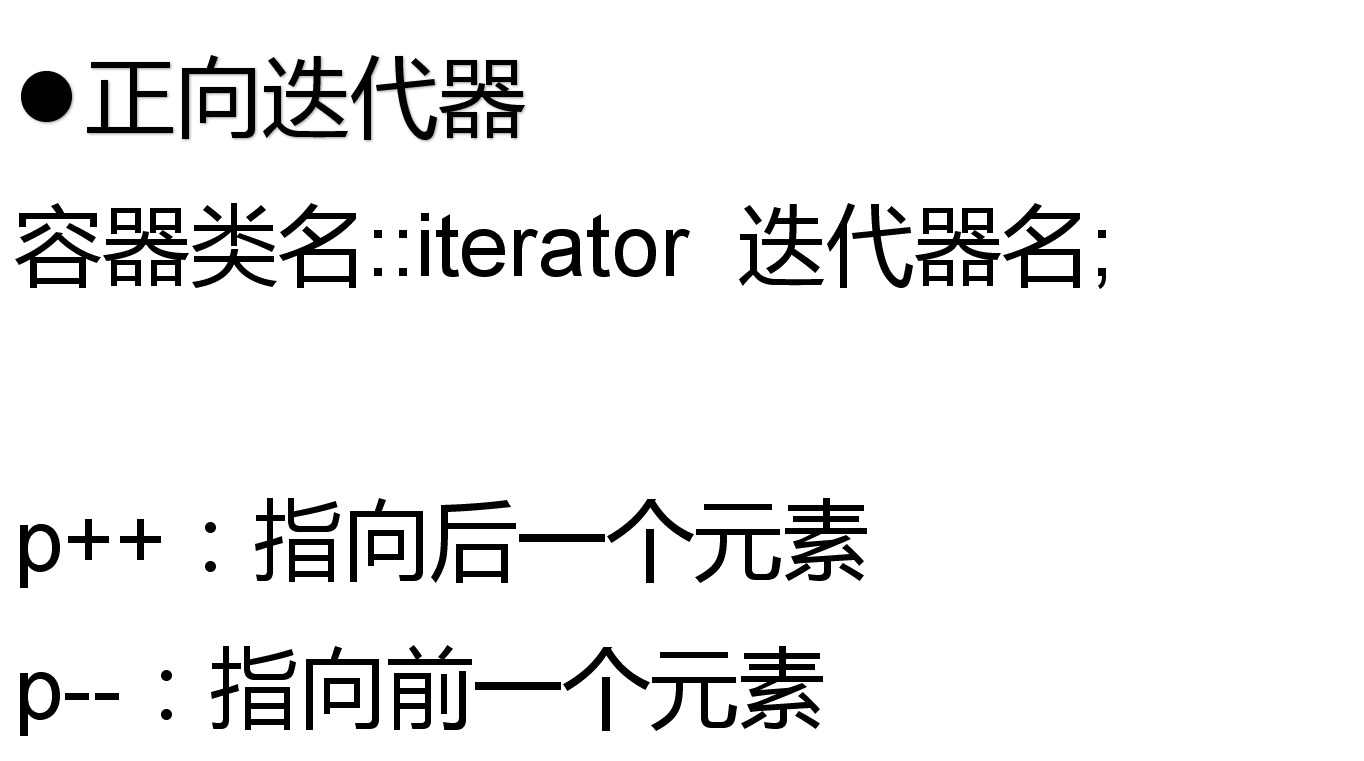 ●正向迭代器
容器类名::iterator 迭代器名;
p++：指向后一个元素
p--：指向前一个元素